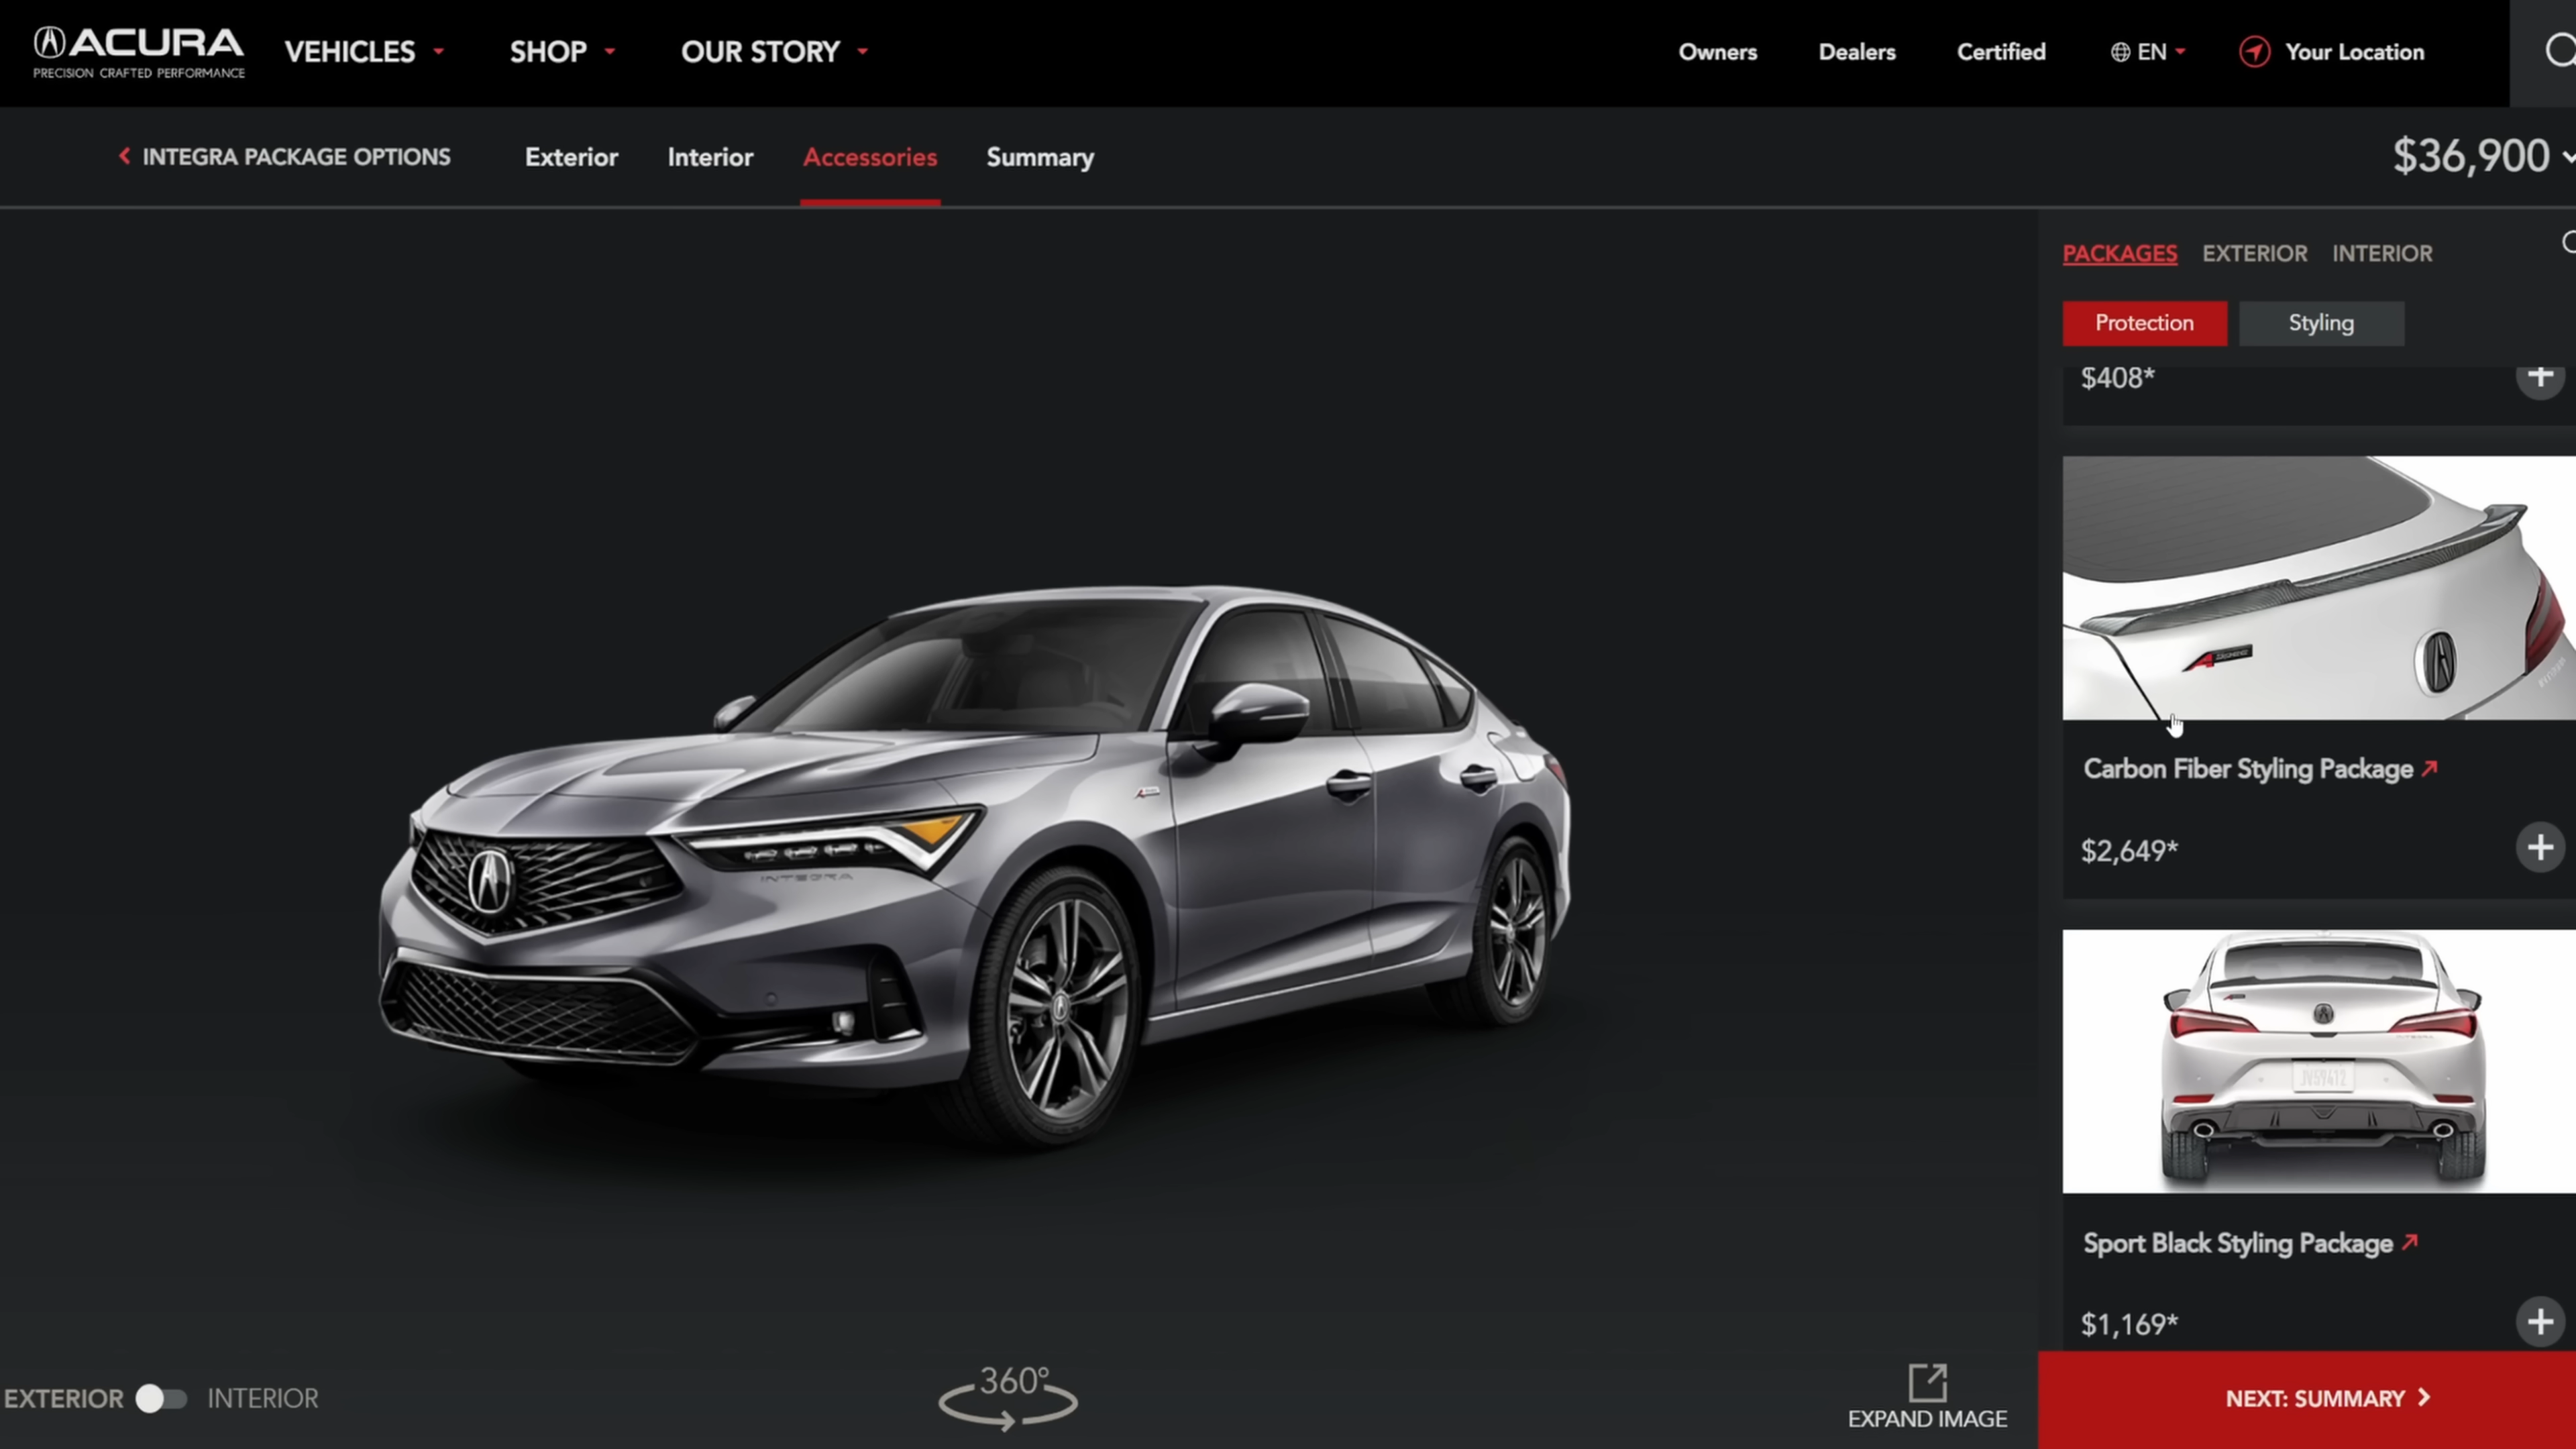 ACURA
PRECISION CRAFTED PERFORMANCE
VEHICLES
SHOP
OUR STORY
Owners
Dealers
Certified
EN
Your Location
INTEGRA PACKAGE OPTIONS
Exterior
Interior
Accessories
Summary
$36,900
PACKAGES
EXTERIOR
INTERIOR
Protection
Styling
$408*
Carbon Fiber Styling Package
$2,649*
INTEGRA
JV59412
Sport Black Styling Package
$1,169*
EXTERIOR
INTERIOR
360°
EXPAND IMAGE
NEXT: SUMMARY